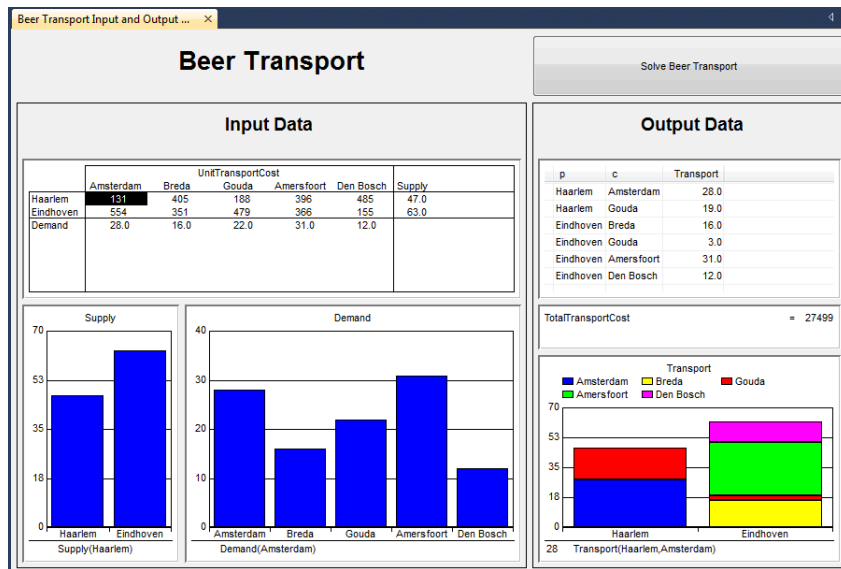 Beer Transport Input and Output ... ×
Beer Transport
Solve Beer Transport
Input Data
UnitTransportCost
Amsterdam Breda Gouda Amersfoort Den Bosch Supply
Haarlem 131 405 188 396 485 47.0
Eindhoven 554 351 479 366 155 63.0
Demand 28.0 16.0 22.0 31.0 12.0
Supply
70
53
35
18
0
Haarlem Eindhoven
Supply(Haarlem)
Demand
40
30
20
10
0
Amsterdam Breda Gouda Amersfoort Den Bosch
Demand(Amsterdam)
Output Data
p c Transport
Haarlem Amsterdam 28.0
Haarlem Gouda 19.0
Eindhoven Breda 16.0
Eindhoven Gouda 3.0
Eindhoven Amersfoort 31.0
Eindhoven Den Bosch 12.0
TotalTransportCost = 27499
Transport
Amsterdam Breda Gouda
Amersfoort Den Bosch
70
53
35
18
0
Haarlem Eindhoven
28 Transport(Haarlem,Amsterdam)